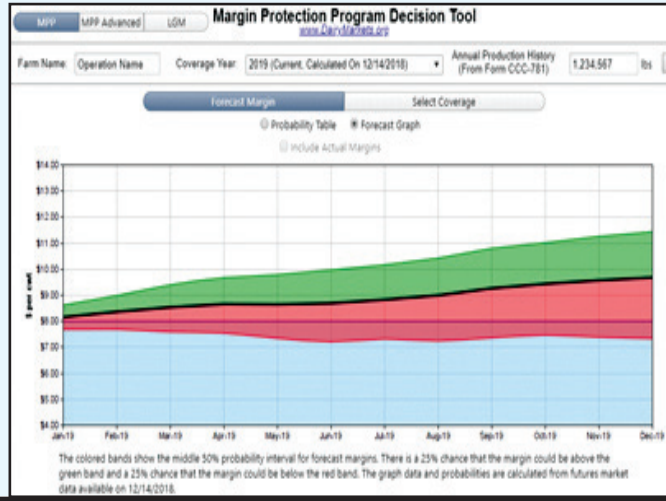 Margin Protection Program Decision Tool
MPP MPP Advanced LGM
www.DairyMarkets.org
Farm Name: Operation Name Coverage Year: 2019 (Current. Calculated On 12/14/2018) Annual Production History (From Form CCC-781) 1,234,567 lbs
Forecast Margin Select Coverage
Probability Table Forecast Graph
Include Actual Margins
$14.00
$13.00
$12.00
$11.00
$10.00
$9.00
$8.00
$7.00
$6.00
$5.00
$4.00
$ per cwt
Jan-19 Feb-19 Mar-19 Apr-19 May-19 Jun-19 Jul-19 Aug-19 Sep-19 Oct-19 Nov-19 Dec-19
The colored bands show the middle 50% probability interval for forecast margins. There is a 25% chance that the margin could be above the
green band and a 25% chance that the margin could be below the red band. The graph data and probabilities are calculated from futures market
data available on 12/14/2018.